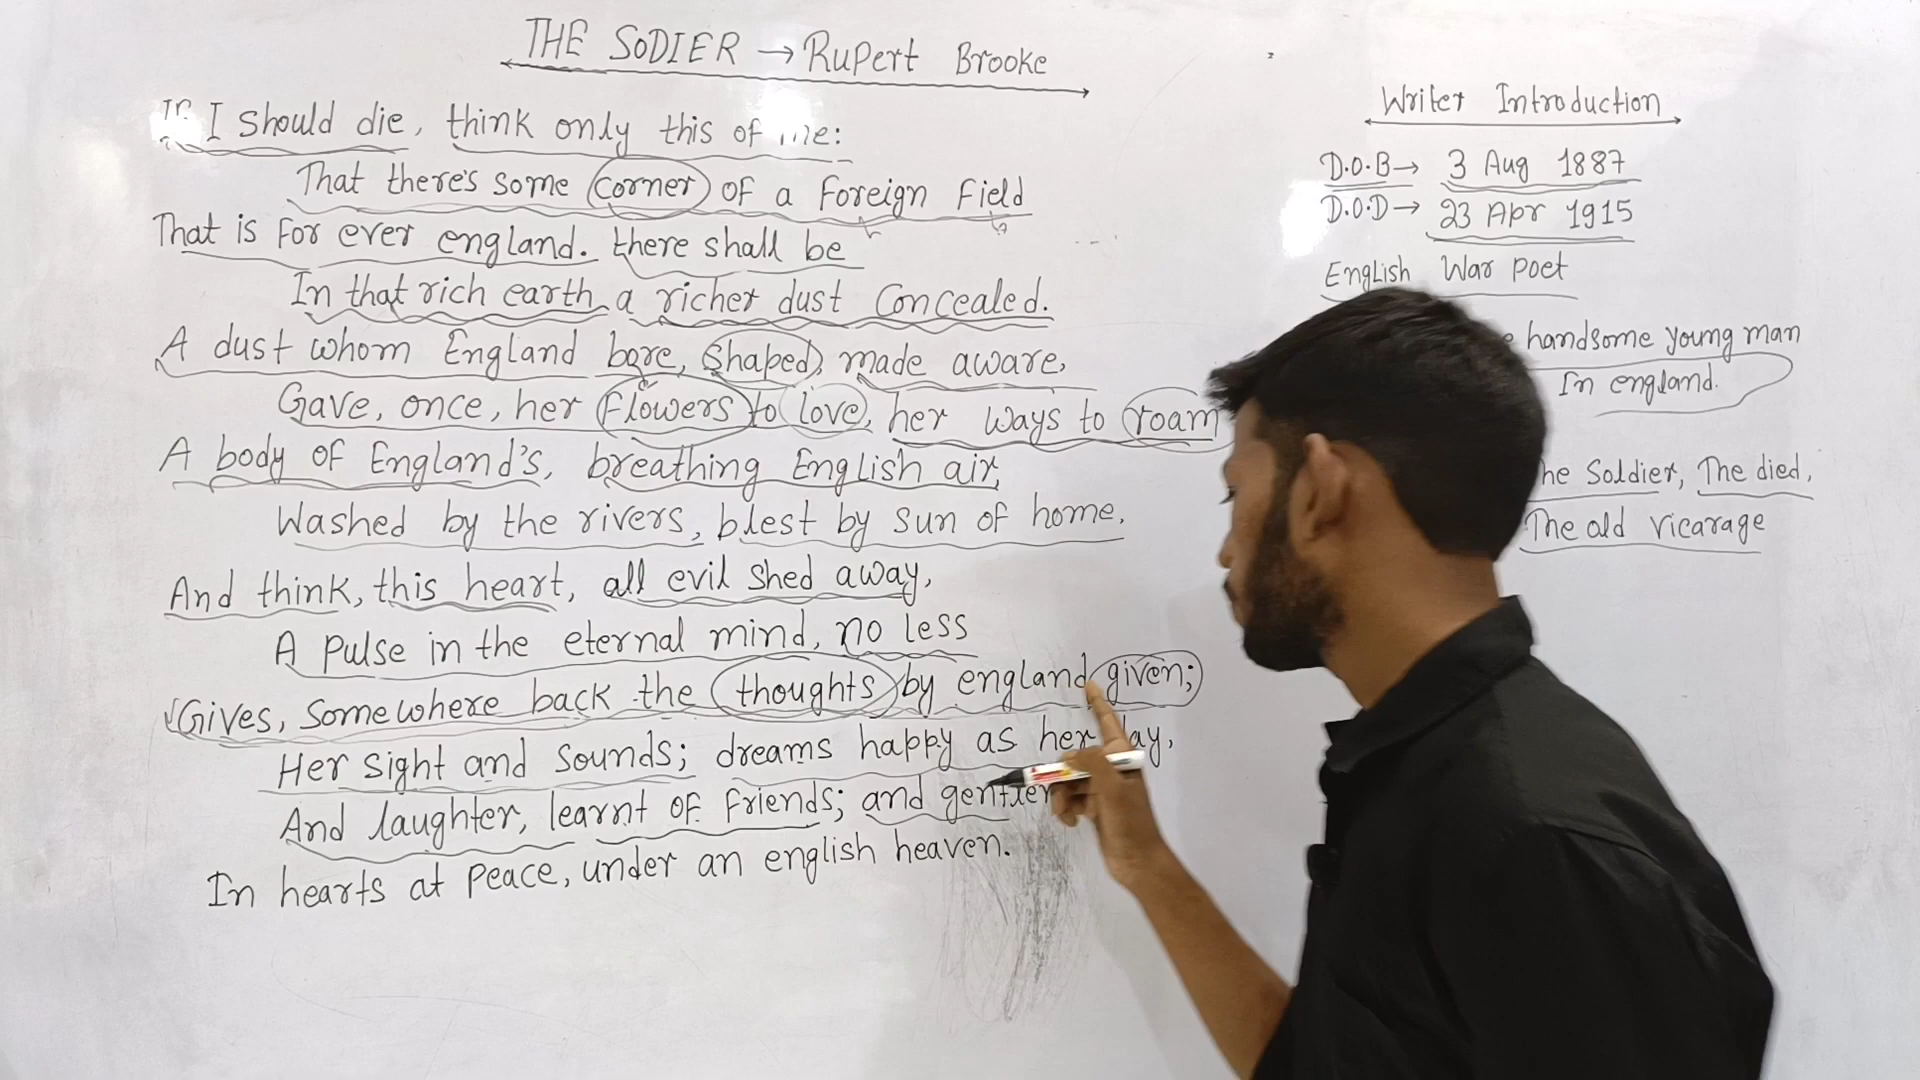 THE SODIER → Rupert Brooke
If I should die, think only this of me:
That there's some corner of a foreign field
That is for ever england. there shall be
In that rich earth a richer dust Concealed.
A dust whom England bore, shaped, made aware,
Gave, once, her flowers to love, her ways to roam
A body of England's, breathing English air,
Washed by the rivers, blest by sun of home.
And think, this heart, all evil shed away,
A pulse in the eternal mind, no less
Gives, Somewhere back the thoughts by england given;
Her sight and sounds; dreams happy as her day,
And laughter, learnt of friends; and gentler
In hearts at peace, under an english heaven.
Writer Introduction
D.O.B → 3 Aug 1887
D.O.D → 23 Apr 1915
English War poet
handsome young man
In england.
he Soldier, The died,
The old vicarage